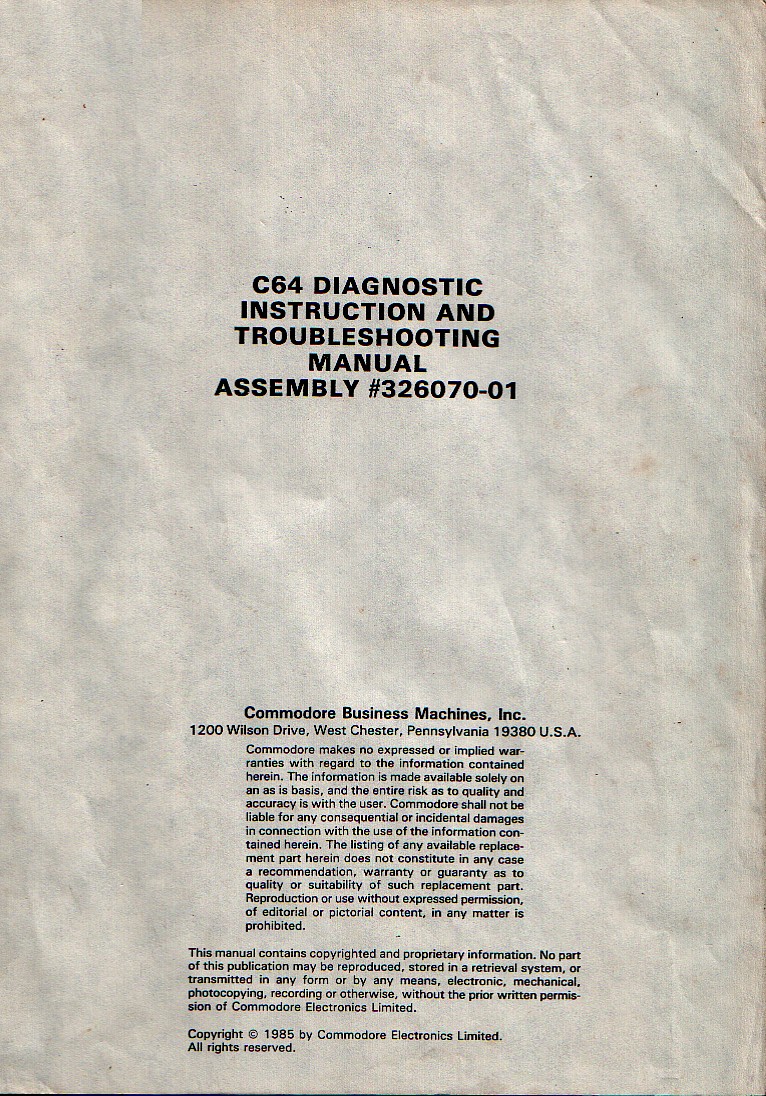 C64 DIAGNOSTIC
INSTRUCTION AND
TROUBLESHOOTING
MANUAL
ASSEMBLY #326070-01
Commodore Business Machines, Inc.
1200 Wilson Drive, West Chester, Pennsylvania 19380 U.S.A.
Commodore makes no expressed or implied war-
ranties with regard to the information contained
herein. The information is made available solely on
an as is basis, and the entire risk as to quality and
accuracy is with the user. Commodore shall not be
liable for any consequential or incidental damages
in connection with the use of the information con-
tained herein. The listing of any available replace-
ment part herein does not constitute in any case
a recommendation, warranty or guaranty as to
quality or suitability of such replacement part.
Reproduction or use without expressed permission,
of editorial or pictorial content, in any matter is
prohibited.
This manual contains copyrighted and proprietary information. No part
of this publication may be reproduced, stored in a retrieval system, or
transmitted in any form or by any means, electronic, mechanical,
photocopying, recording or otherwise, without the prior written permis-
sion of Commodore Electronics Limited.
Copyright © 1985 by Commodore Electronics Limited.
All rights reserved.